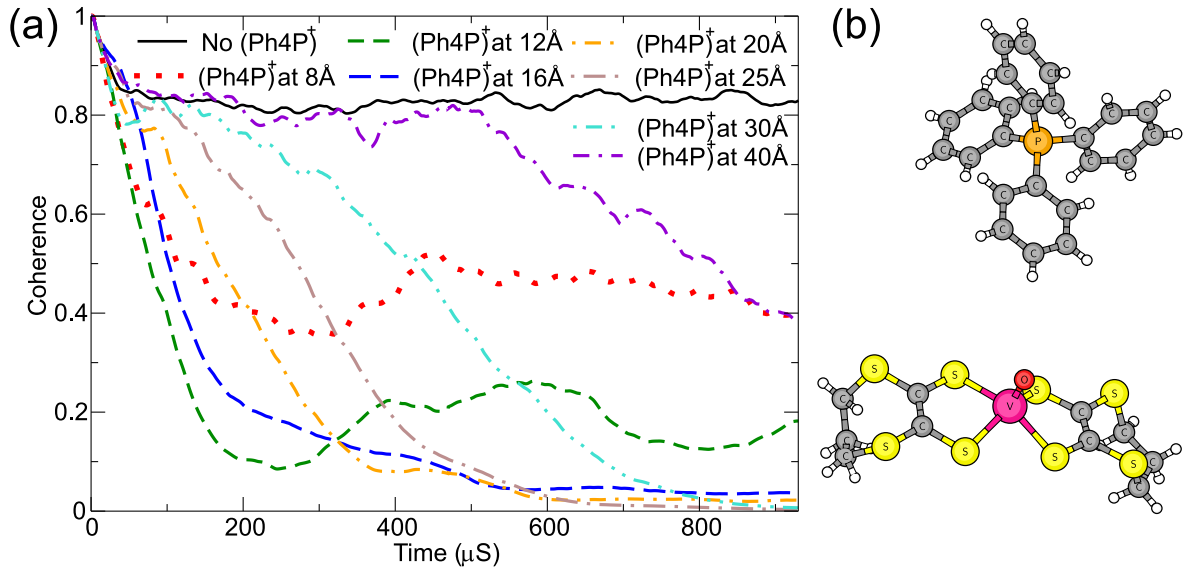 (a)
(b)
1
0.8
0.6
0.4
0.2
0
Coherence
No (Ph4P)⁺
(Ph4P)⁺at 8Å
(Ph4P)⁺at 12Å
(Ph4P)⁺at 16Å
(Ph4P)⁺at 20Å
(Ph4P)⁺at 25Å
(Ph4P)⁺at 30Å
(Ph4P)⁺at 40Å
0 200 400 600 800
Time (μS)
C C C C C C
C C C C C C
C C C C C C
C C C C C C
P
S S O S S
V
C C C C
S S S S
C C C C C C